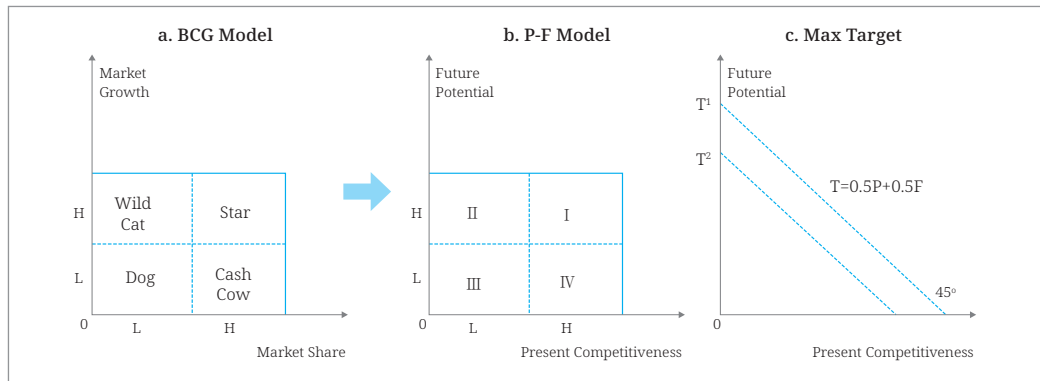 a. BCG Model
Market
Growth
H
Wild
Cat
Star
L
Dog
Cash
Cow
0
L
H
Market Share
b. P-F Model
Future
Potential
H
II
I
L
III
IV
0
L
H
Present Competitiveness
c. Max Target
Future
Potential
T¹
T²
T=0.5P+0.5F
45º
0
Present Competitiveness